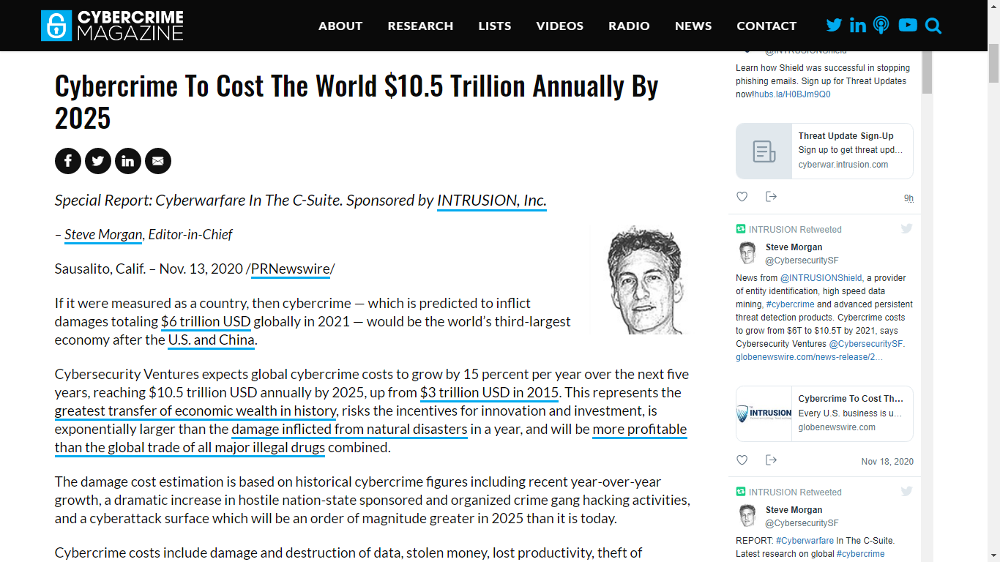 CYBERCRIME
MAGAZINE
ABOUT RESEARCH LISTS VIDEOS RADIO NEWS CONTACT
Cybercrime To Cost The World $10.5 Trillion Annually By
2025
Special Report: Cyberwarfare In The C-Suite. Sponsored by INTRUSION, Inc.
– Steve Morgan, Editor-in-Chief
Sausalito, Calif. – Nov. 13, 2020 /PRNewswire/
If it were measured as a country, then cybercrime — which is predicted to inflict
damages totaling $6 trillion USD globally in 2021 — would be the world’s third-largest
economy after the U.S. and China.
Cybersecurity Ventures expects global cybercrime costs to grow by 15 percent per year over the next five
years, reaching $10.5 trillion USD annually by 2025, up from $3 trillion USD in 2015. This represents the
greatest transfer of economic wealth in history, risks the incentives for innovation and investment, is
exponentially larger than the damage inflicted from natural disasters in a year, and will be more profitable
than the global trade of all major illegal drugs combined.
The damage cost estimation is based on historical cybercrime figures including recent year-over-year
growth, a dramatic increase in hostile nation-state sponsored and organized crime gang hacking activities,
and a cyberattack surface which will be an order of magnitude greater in 2025 than it is today.
Cybercrime costs include damage and destruction of data, stolen money, lost productivity, theft of
@INTRUSIONShield
Learn how Shield was successful in stopping
phishing emails. Sign up for Threat Updates
now!hubs.la/H0BJm9Q0
Threat Update Sign-Up
Sign up to get threat upd…
cyberwar.intrusion.com
9h
INTRUSION Retweeted
Steve Morgan
@CybersecuritySF
News from @INTRUSIONShield, a provider
of entity identification, high speed data
mining, #cybercrime and advanced persistent
threat detection products. Cybercrime costs
to grow from $6T to $10.5T by 2021, says
Cybersecurity Ventures @CybersecuritySF.
globenewswire.com/news-release/2…
INTRUSION
Cybercrime To Cost Th…
Every U.S. business is u…
globenewswire.com
Nov 18, 2020
INTRUSION Retweeted
Steve Morgan
@CybersecuritySF
REPORT: #Cyberwarfare In The C-Suite.
Latest research on global #cybercrime